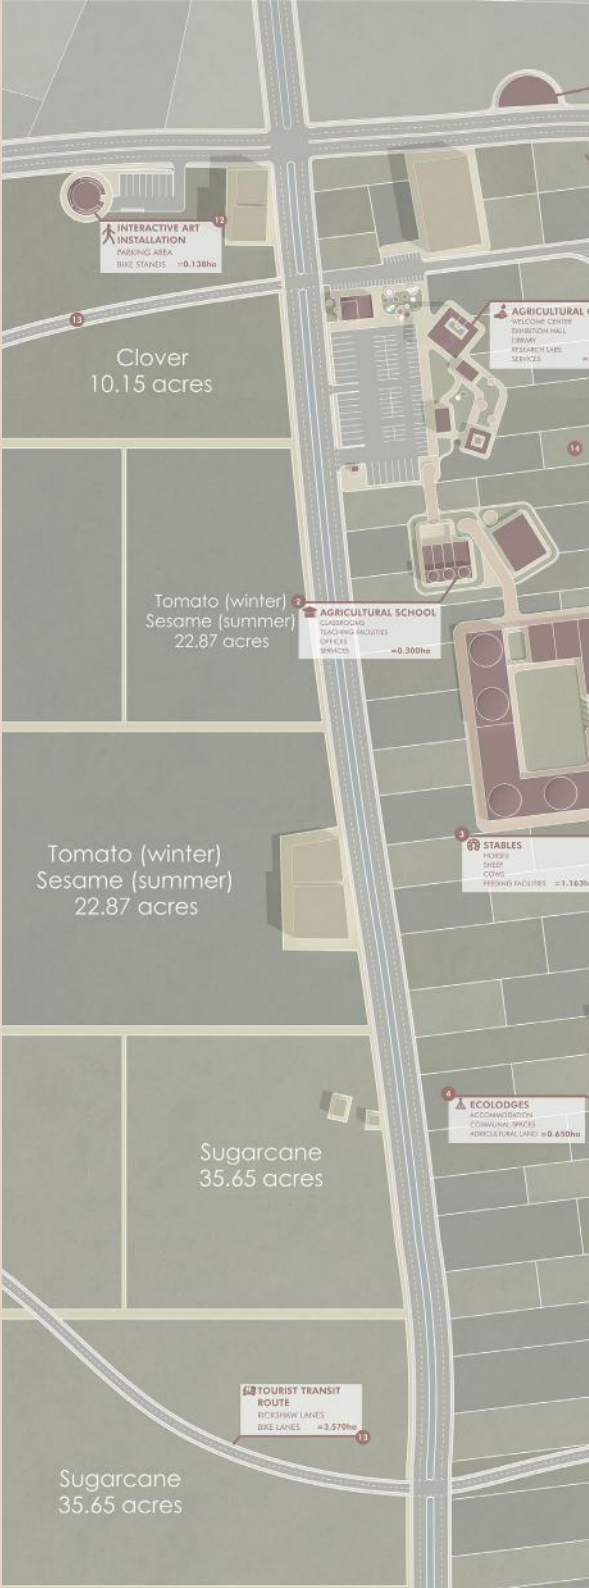 12
INTERACTIVE ART
INSTALLATION
PARKING AREA
BIKE STANDS =0.138ha
13
Clover
10.15 acres
AGRICULTURAL
WELCOME CENTER
EXHIBITION HALL
LIBRARY
RESEARCH LABS
SERVICES
14
Tomato (winter)
Sesame (summer)
22.87 acres
2
AGRICULTURAL SCHOOL
CLASSROOMS
TEACHING FACILITIES
OFFICES
SERVICES =0.300ha
3
STABLES
HORSES
SHEEP
COWS
FEEDING FACILITIES =1.163h
Tomato (winter)
Sesame (summer)
22.87 acres
4
ECOLODGES
ACCOMMODATION
COMMUNAL SPACES
AGRICULTURAL LAND =0.650ha
Sugarcane
35.65 acres
TOURIST TRANSIT
ROUTE
RICKSHAW LANES
BIKE LANES =3.570ha
13
Sugarcane
35.65 acres